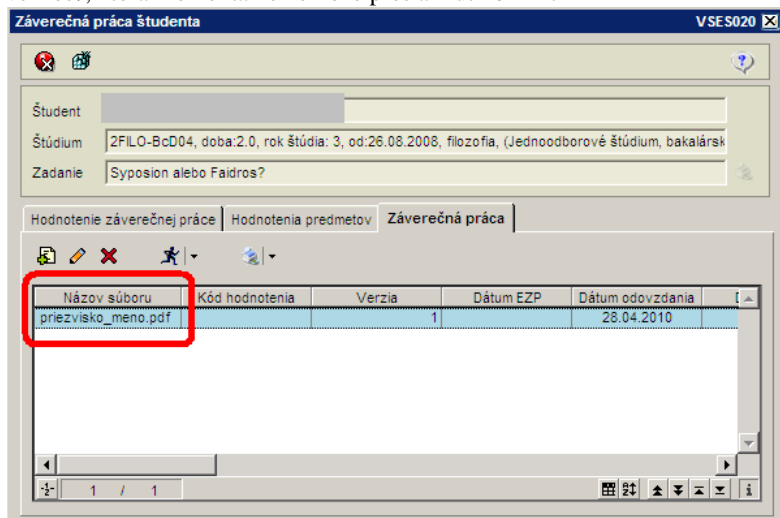 Záverečná práca študenta VSES020
Študent
Štúdium 2FILO-BcD04, doba:2.0, rok štúdia: 3, od:26.08.2008, filozofia, (Jednoodborové štúdium, bakalársk
Zadanie Syposion alebo Faidros?
Hodnotenie záverečnej práce Hodnotenia predmetov Záverečná práca
Názov súboru Kód hodnotenia Verzia Dátum EZP Dátum odovzdania
priezvisko_meno.pdf 1 28.04.2010
1 / 1